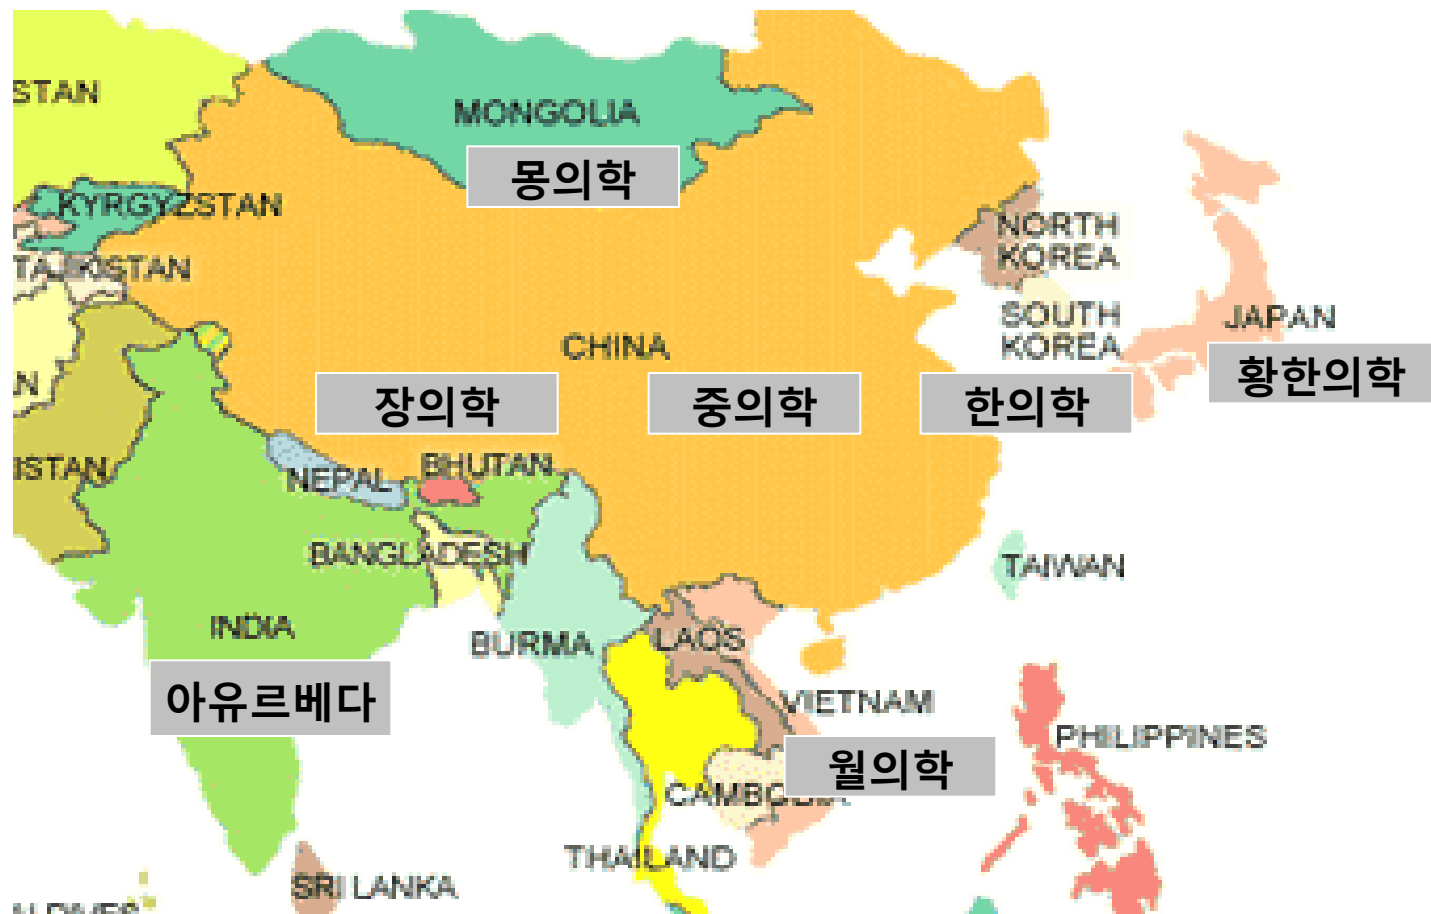 STAN
MONGOLIA
몽의학
KYRGYZSTAN
NORTH
KOREA
TAJIKISTAN
SOUTH
KOREA
JAPAN
CHINA
황한의학
장의학
중의학
한의학
ISTAN
NEPAL
BHUTAN
BANGLADESH
TAIWAN
INDIA
BURMA
LAOS
아유르베다
VIETNAM
PHILIPPINES
월의학
CAMBODIA
THAILAND
SRI LANKA